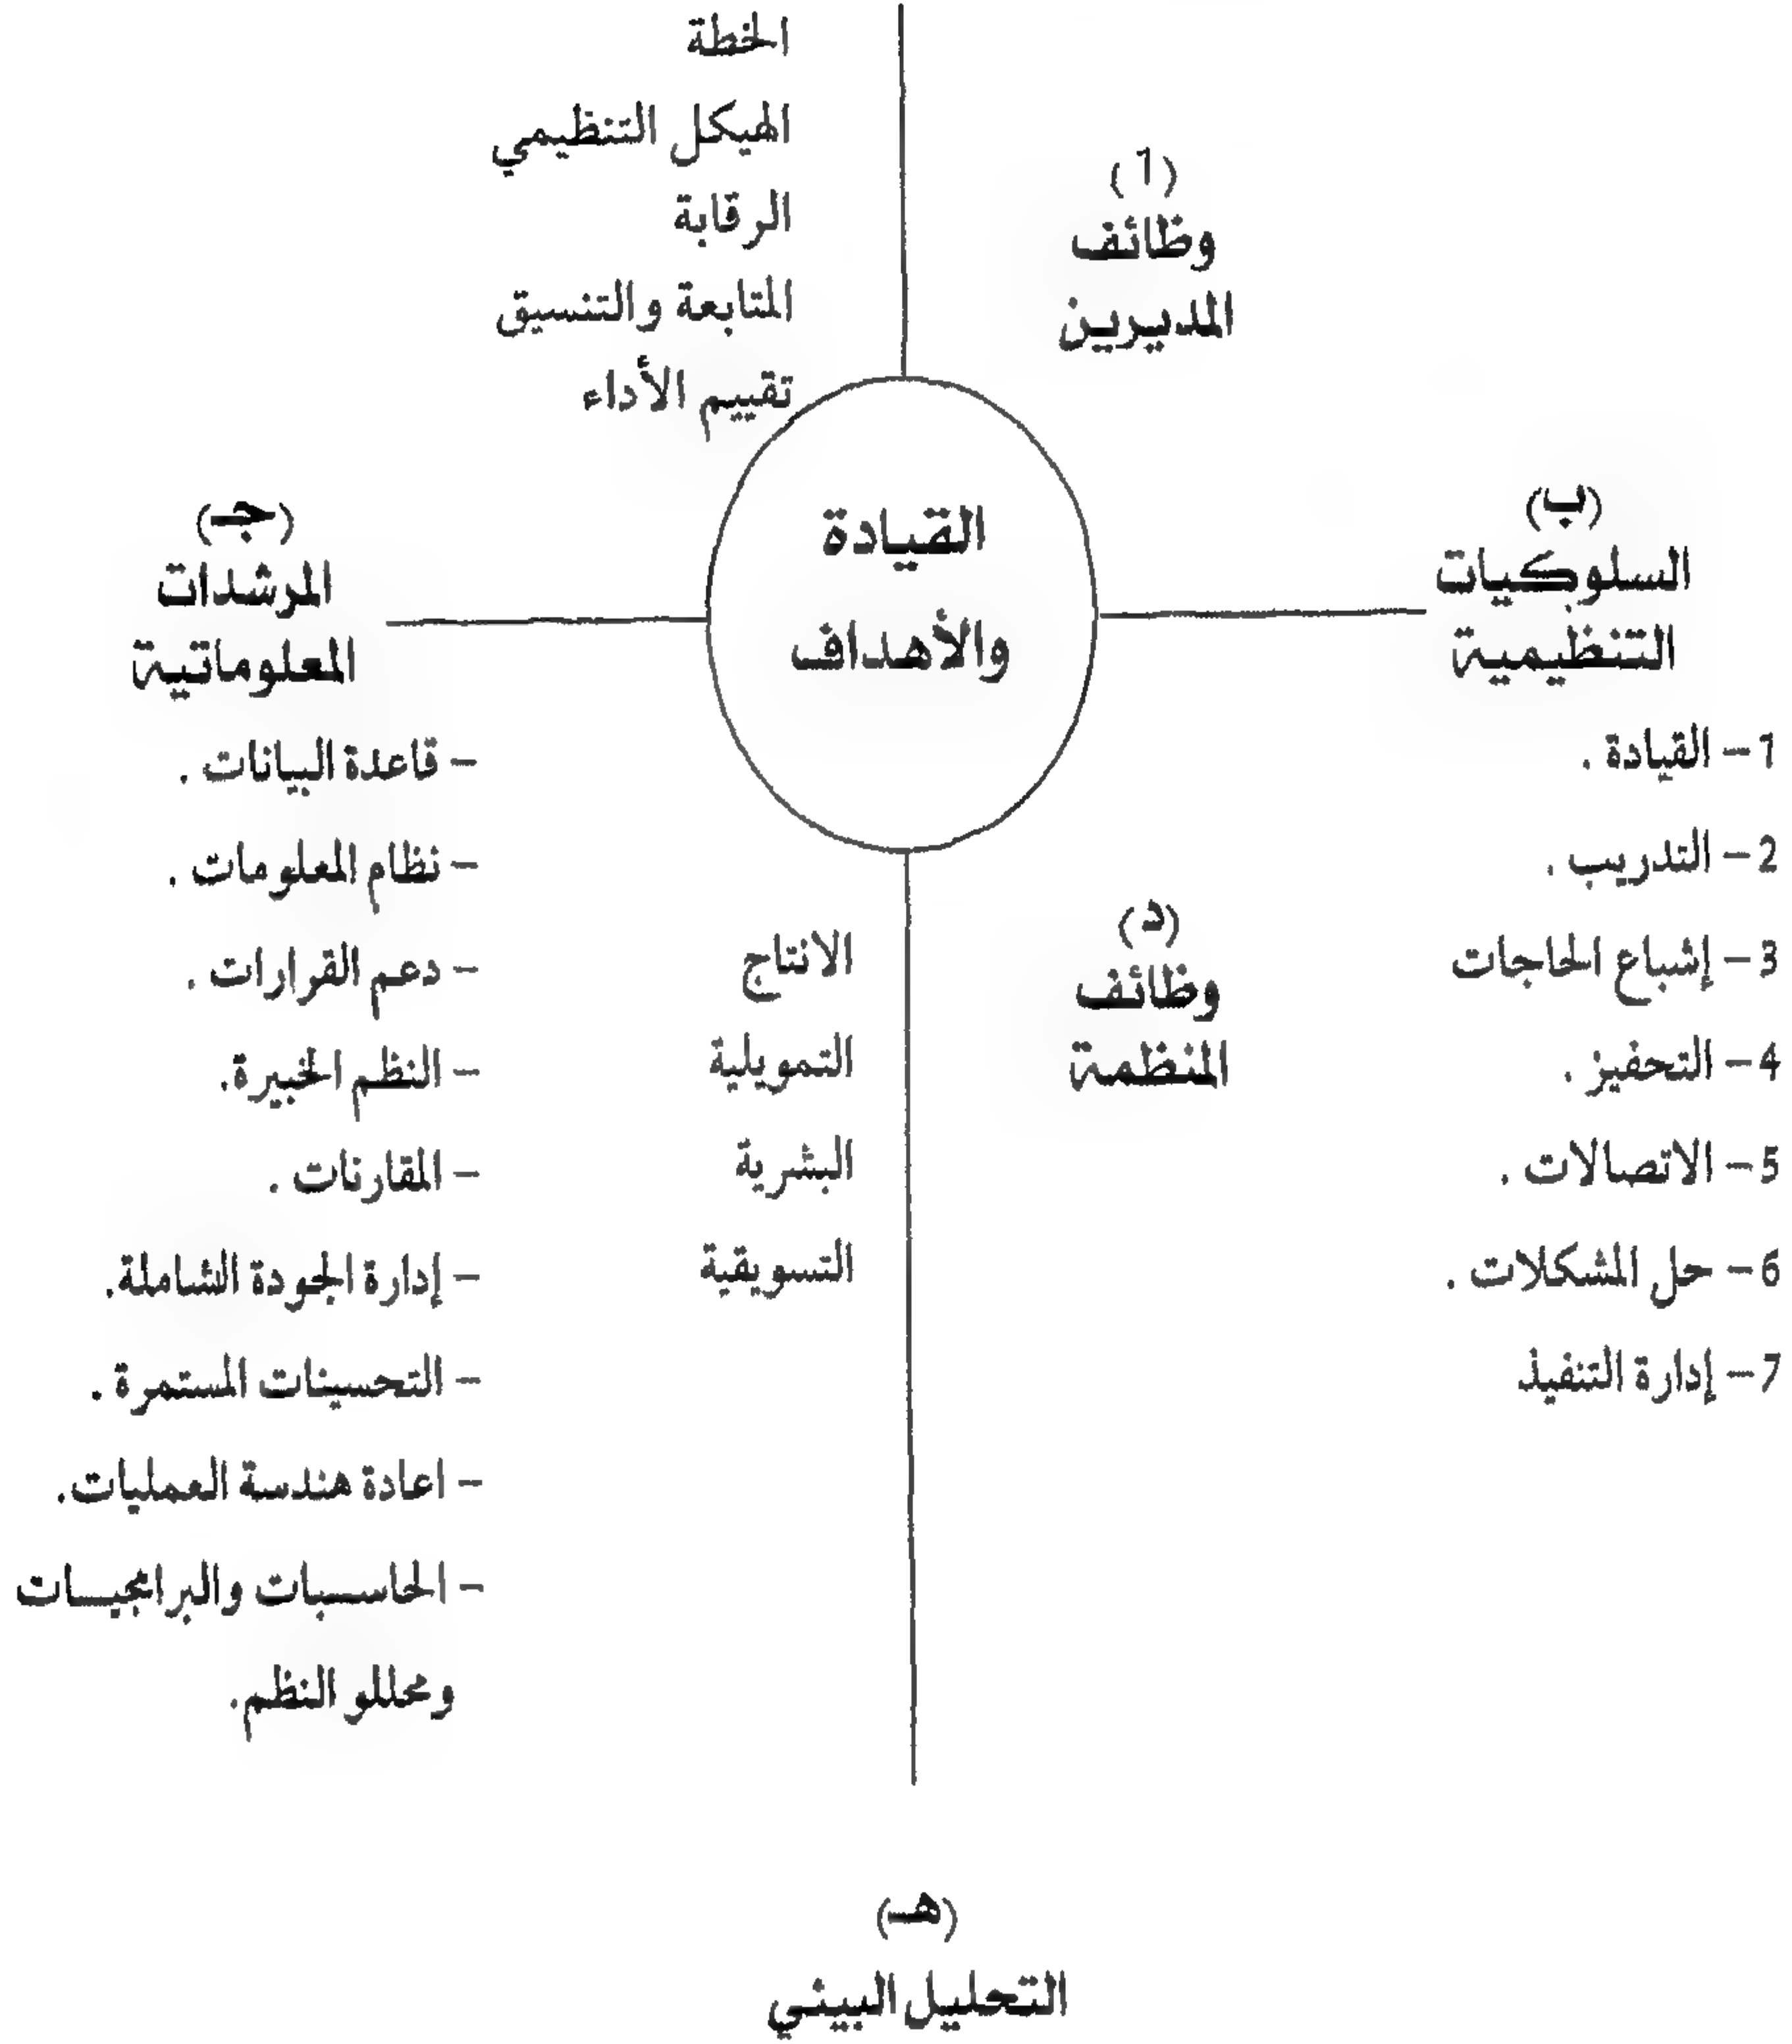 (1)
وظائف
المديرين
الخطة
الهيكل التنظيمي
الرقابة
المتابعة والتنسيق
تقييم الأداء
القيادة
والأهداف
(ب)
السلوكيات
التنظيمية
1- القيادة .
2- التدريب .
3- إشباع الحاجات
4- التحفيز .
5- الاتصالات .
6- حل المشكلات .
7- إدارة التنفيذ
(جـ)
المرشدات
المعلوماتية
- قاعدة البيانات .
- نظام المعلومات .
- دعم القرارات .
- النظم الخبيرة.
- المقارنات .
- إدارة الجودة الشاملة.
- التحسينات المستمرة .
- اعادة هندسة العمليات.
- الحاسبات والبرامجيات
ومحللو النظم.
(د)
وظائف
المنظمة
الانتاج
التمويلية
البشرية
التسويقية
(هـ)
التحليل البيئي